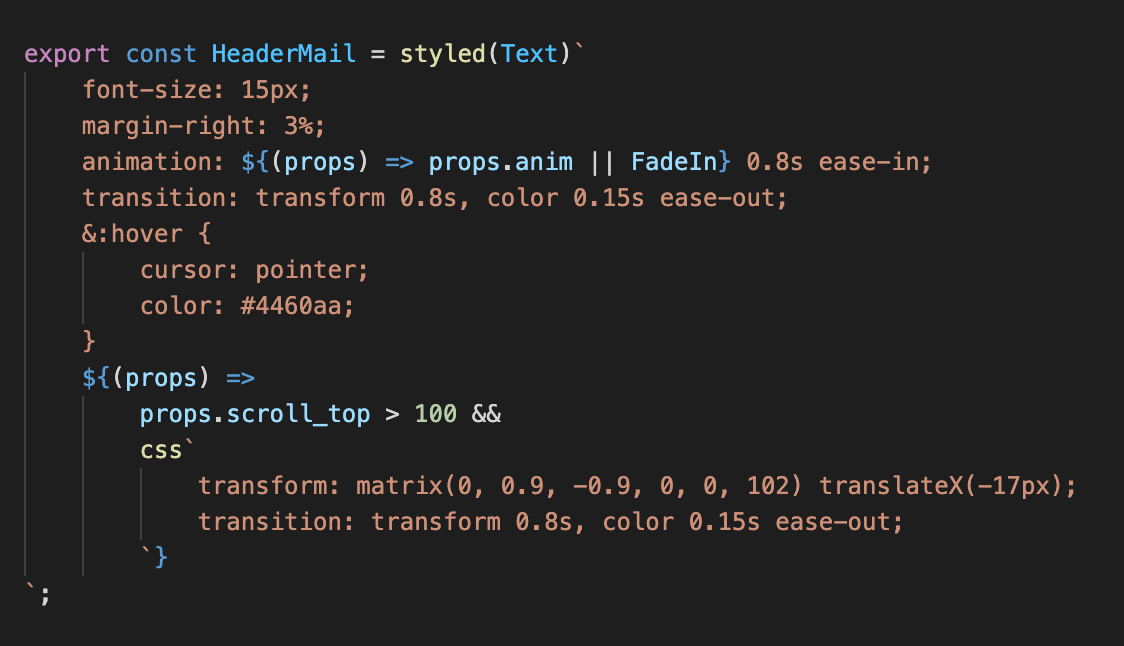 export const HeaderMail = styled(Text)`
    font-size: 15px;
    margin-right: 3%;
    animation: ${(props) => props.anim || FadeIn} 0.8s ease-in;
    transition: transform 0.8s, color 0.15s ease-out;
    &:hover {
        cursor: pointer;
        color: #4460aa;
    }
    ${(props) =>
        props.scroll_top > 100 &&
        css`
            transform: matrix(0, 0.9, -0.9, 0, 0, 102) translateX(-17px);
            transition: transform 0.8s, color 0.15s ease-out;
        `}
`;